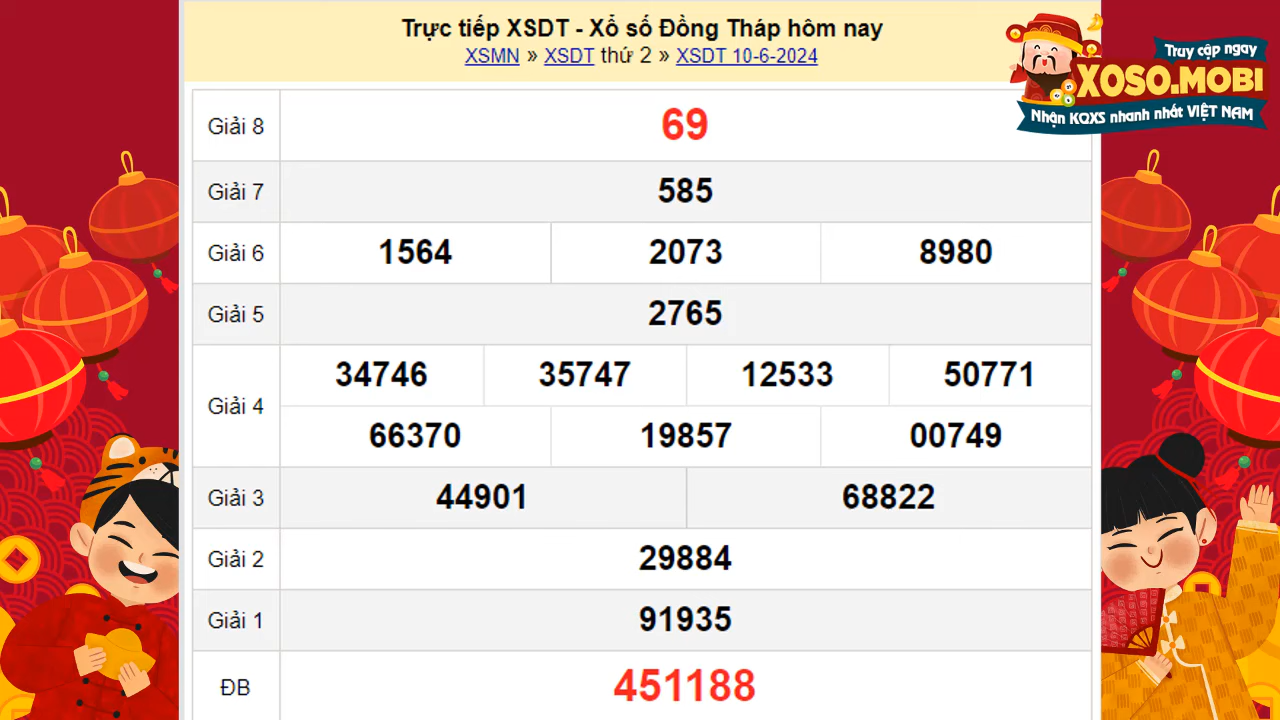 Trực tiếp XSDT - Xổ số Đồng Tháp hôm nay
XSMN » XSDT thứ 2 » XSDT 10-6-2024
Truy cập ngay
XOSO.MOBI
Nhận KQXS nhanh nhất VIỆT NAM
Giải 8 69
Giải 7 585
Giải 6 1564 2073 8980
Giải 5 2765
Giải 4 34746 35747 12533 50771
66370 19857 00749
Giải 3 44901 68822
Giải 2 29884
Giải 1 91935
ĐB 451188